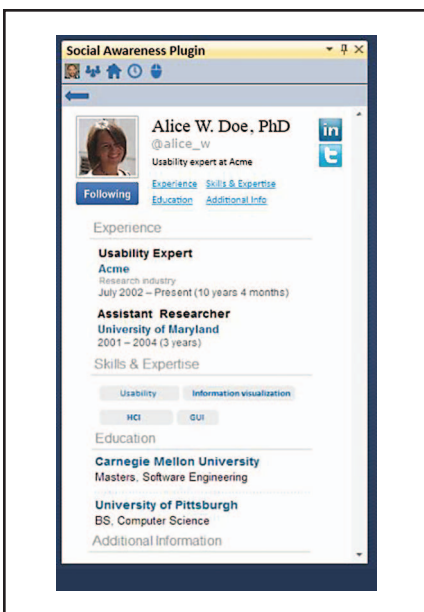 Social Awareness Plugin
Alice W. Doe, PhD
@alice_w
Usability expert at Acme
in
t
Following
Experience Skills & Expertise
Education Additional Info
Experience
Usability Expert
Acme
Research industry
July 2002 – Present (10 years 4 months)
Assistant Researcher
University of Maryland
2001 – 2004 (3 years)
Skills & Expertise
Usability Information visualization
HCI GUI
Education
Carnegie Mellon University
Masters, Software Engineering
University of Pittsburgh
BS, Computer Science
Additional Information